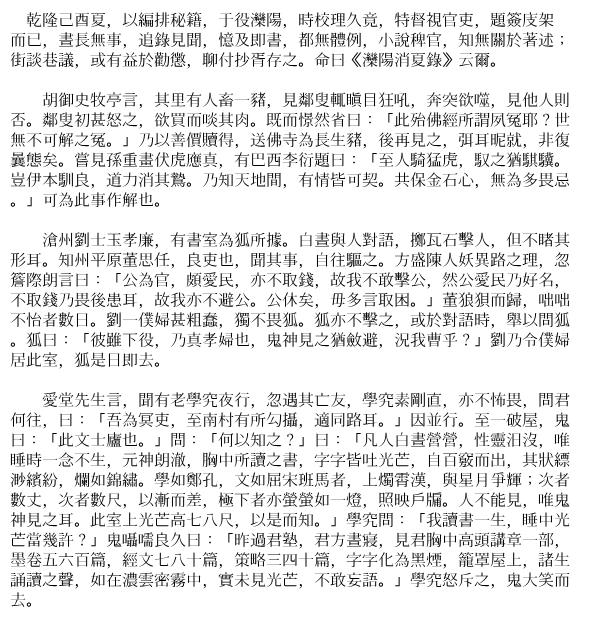 乾隆己酉夏，以編排秘籍，于役灤陽，時校理久竟，特督視官吏，題簽庋架
而已，晝長無事，追錄見聞，憶及即書，都無體例，小說稗官，知無關於著述；
街談巷議，或有益於勸懲，聊付抄胥存之。命曰《灤陽消夏錄》云爾。
胡御史牧亭言，其里有人畜一豬，見鄰叟輒瞋目狂吼，奔突欲噬，見他人則
否。鄰叟初甚怒之，欲買而啖其肉。既而憬然省曰：「此殆佛經所謂夙冤耶？世
無不可解之冤。」乃以善價贖得，送佛寺為長生豬，後再見之，弭耳昵就，非復
曩態矣。嘗見孫重畫伏虎應真，有巴西李衍題曰：「至人騎猛虎，馭之猶騏驥。
豈伊本馴良，道力消其鷙。乃知天地間，有情皆可契。共保金石心，無為多畏忌
。」可為此事作解也。
滄州劉士玉孝廉，有書室為狐所據。白晝與人對語，擲瓦石擊人，但不睹其
形耳。知州平原董思任，良吏也，聞其事，自往驅之。方盛陳人妖異路之理，忽
簷際朗言曰：「公為官，頗愛民，亦不取錢，故我不敢擊公，然公愛民乃好名，
不取錢乃畏後患耳，故我亦不避公。公休矣，毋多言取困。」董狼狽而歸，咄咄
不怡者數日。劉一僕婦甚粗蠢，獨不畏狐。狐亦不擊之，或於對語時，舉以問狐
。狐曰：「彼雖下役，乃真孝婦也，鬼神見之猶斂避，況我曹乎？」劉乃令僕婦
居此室，狐是日即去。
愛堂先生言，聞有老學究夜行，忽遇其亡友，學究素剛直，亦不怖畏，問君
何往，曰：「吾為冥吏，至南村有所勾攝，適同路耳。」因並行。至一破屋，鬼
曰：「此文士廬也。」問：「何以知之？」曰：「凡人白晝營營，性靈汨沒，唯
睡時一念不生，元神朗澈，胸中所讀之書，字字皆吐光芒，自百竅而出，其狀縹
渺繽紛，爛如錦繡。學如鄭孔，文如屈宋班馬者，上燭霄漢，與星月爭輝；次者
數丈，次者數尺，以漸而差，極下者亦螢螢如一燈，照映戶牖。人不能見，唯鬼
神見之耳。此室上光芒高七八尺，以是而知。」學究問：「我讀書一生，睡中光
芒當幾許？」鬼囁嚅良久曰：「昨過君塾，君方晝寢，見君胸中高頭講章一部，
墨卷五六百篇，經文七八十篇，策略三四十篇，字字化為黑煙，籠罩屋上，諸生
誦讀之聲，如在濃雲密霧中，實未見光芒，不敢妄語。」學究怒斥之，鬼大笑而
去。